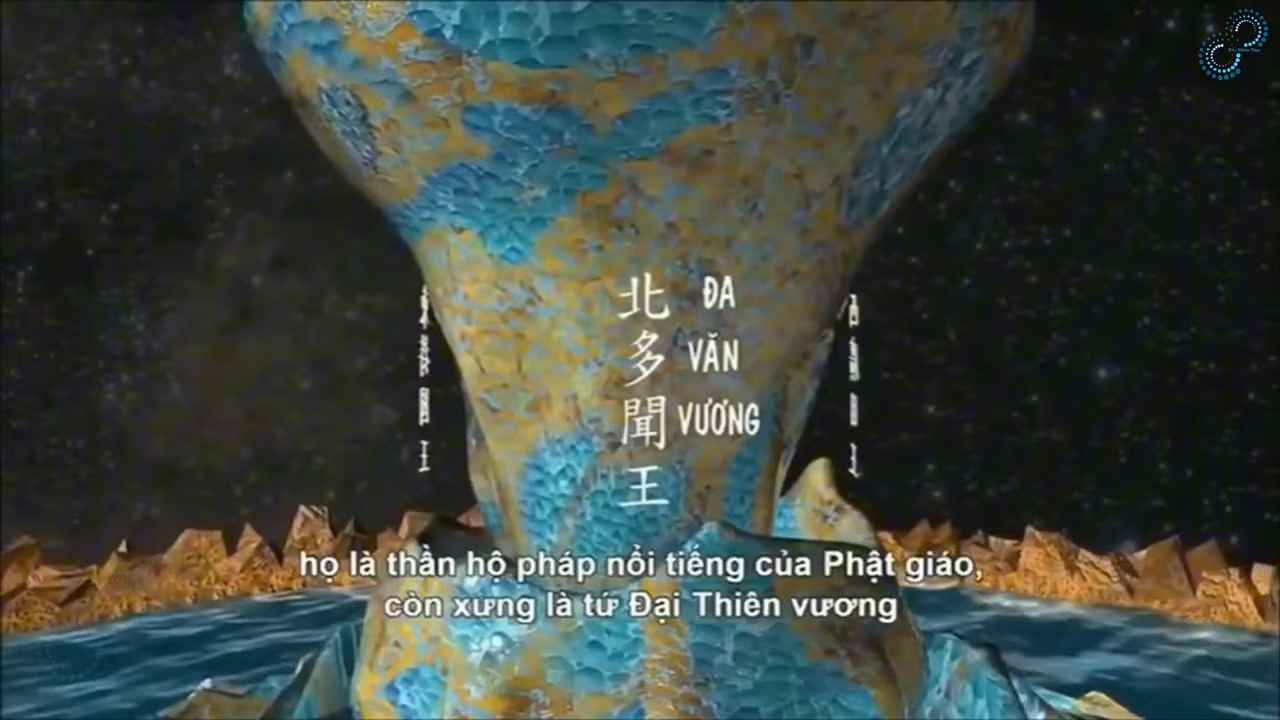 北多聞王
ĐA
VĂN
VƯƠNG
họ là thần hộ pháp nổi tiếng của Phật giáo,
còn xưng là tứ Đại Thiên vương